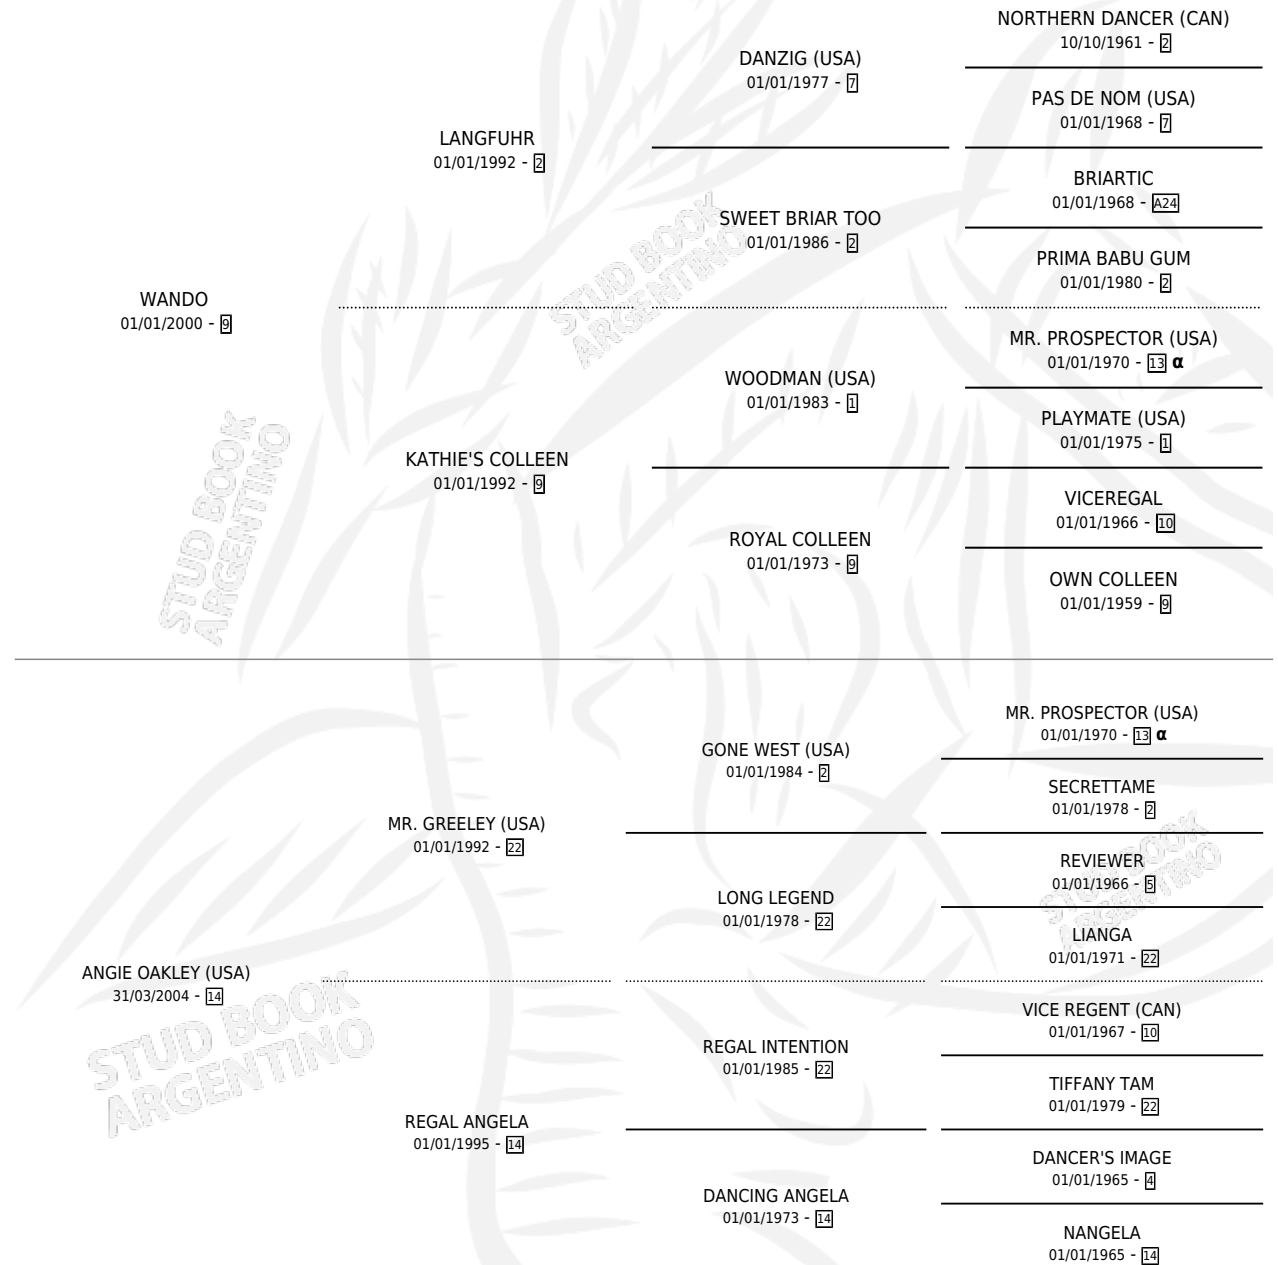 NORTHERN DANCER (CAN)
10/10/1961 - 2
DANZIG (USA)
01/01/1977 - 7
PAS DE NOM (USA)
01/01/1968 - 7
LANGFUHR
01/01/1992 - 2
BRIARTIC
01/01/1968 - A24
SWEET BRIAR TOO
01/01/1986 - 2
PRIMA BABU GUM
01/01/1980 - 2
STUD BOOK
ARGENTINO
WANDO
01/01/2000 - 9
MR. PROSPECTOR (USA)
01/01/1970 - 13 α
WOODMAN (USA)
01/01/1983 - 1
PLAYMATE (USA)
01/01/1975 - 1
KATHIE'S COLLEEN
01/01/1992 - 9
VICEREGAL
01/01/1966 - 10
ROYAL COLLEEN
01/01/1973 - 9
OWN COLLEEN
01/01/1959 - 9
STUD BOOK
ARGENTINO
MR. PROSPECTOR (USA)
01/01/1970 - 13 α
GONE WEST (USA)
01/01/1984 - 2
SECRETTAME
01/01/1978 - 2
MR. GREELEY (USA)
01/01/1992 - 22
REVIEWER
01/01/1966 - 5
LONG LEGEND
01/01/1978 - 22
LIANGA
01/01/1971 - 22
STUD BOOK
ARGENTINO
ANGIE OAKLEY (USA)
31/03/2004 - 14
VICE REGENT (CAN)
01/01/1967 - 10
REGAL INTENTION
01/01/1985 - 22
TIFFANY TAM
01/01/1979 - 22
STUD BOOK
ARGENTINO
REGAL ANGELA
01/01/1995 - 14
DANCER'S IMAGE
01/01/1965 - 4
DANCING ANGELA
01/01/1973 - 14
NANGELA
01/01/1965 - 14